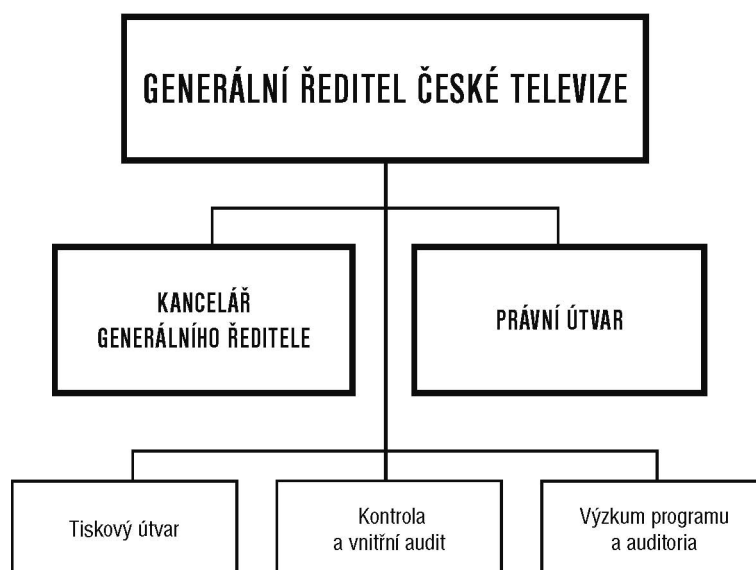 GENERÁLNÍ ŘEDITEL ČESKÉ TELEVIZE
KANCELÁŘ
GENERÁLNÍHO ŘEDITELE
PRÁVNÍ ÚTVAR
Tiskový útvar
Kontrola
a vnitřní audit
Výzkum programu
a auditoria